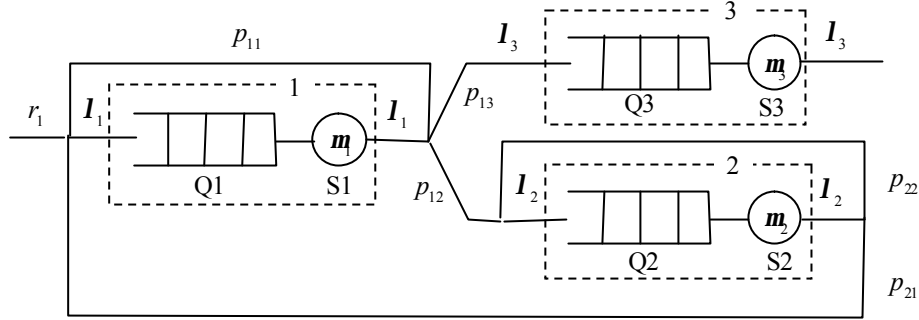 3
p₁₁
l₃
l₃
m₃
1
p₁₃
Q3
S3
r₁
l₁
l₁
m₁
2
p₁₂
l₂
l₂
p₂₂
Q1
S1
m₂
Q2
S2
p₂₁